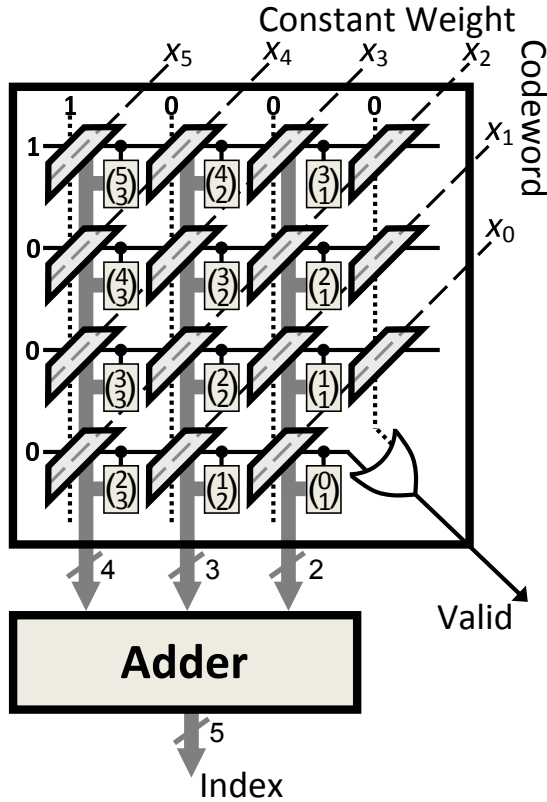 Constant Weight
Codeword
x5 x4 x3 x2
x1
x0
1 0 0 0
1
(5 3) (4 2) (3 1)
0
(4 3) (3 2) (2 1)
0
(3 3) (2 2) (1 1)
0
(2 3) (1 2) (0 1)
4 3 2
Valid
Adder
5
Index